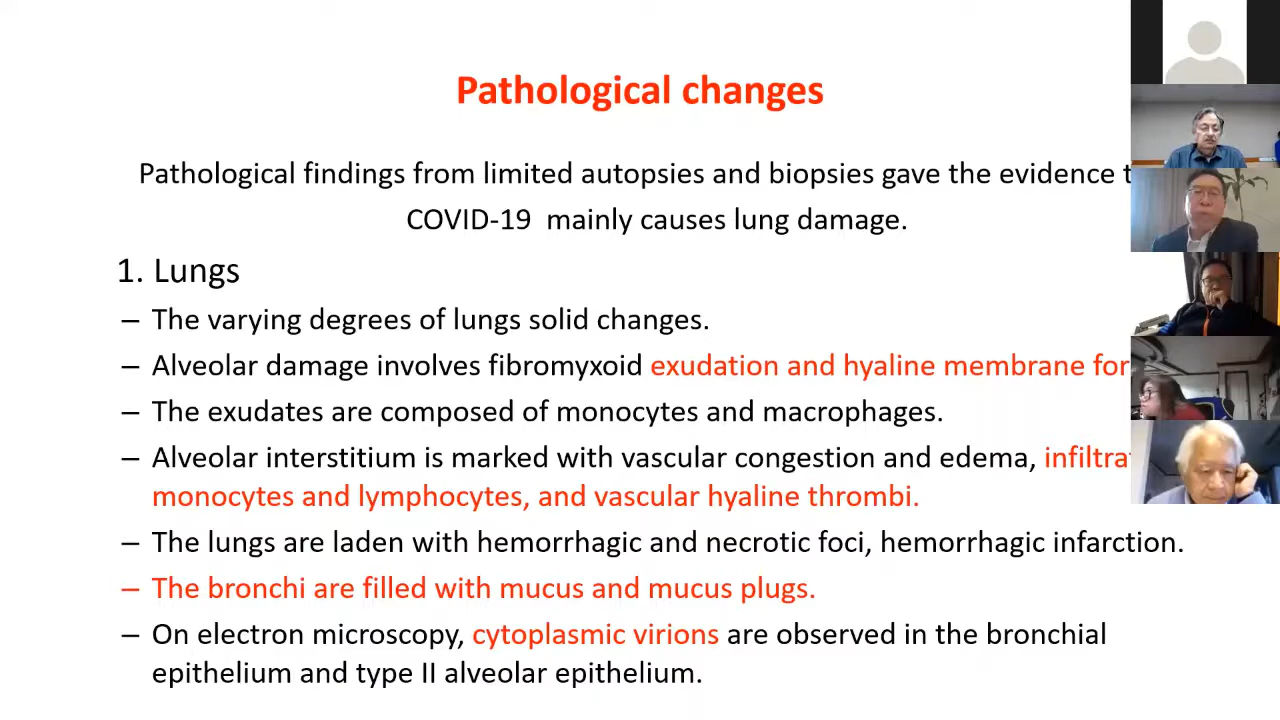 Pathological changes
Pathological findings from limited autopsies and biopsies gave the evidence
COVID-19 mainly causes lung damage.
1. Lungs
– The varying degrees of lungs solid changes.
– Alveolar damage involves fibromyxoid exudation and hyaline membrane
– The exudates are composed of monocytes and macrophages.
– Alveolar interstitium is marked with vascular congestion and edema,
monocytes and lymphocytes, and vascular hyaline thrombi.
– The lungs are laden with hemorrhagic and necrotic foci, hemorrhagic infarction.
– The bronchi are filled with mucus and mucus plugs.
– On electron microscopy, cytoplasmic virions are observed in the bronchial
epithelium and type II alveolar epithelium.